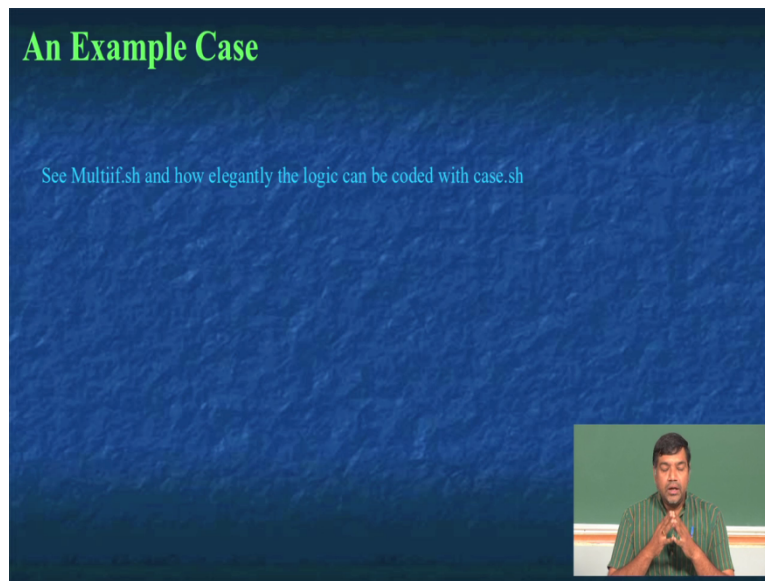 An Example Case
See Multiif.sh and how elegantly the logic can be coded with case.sh